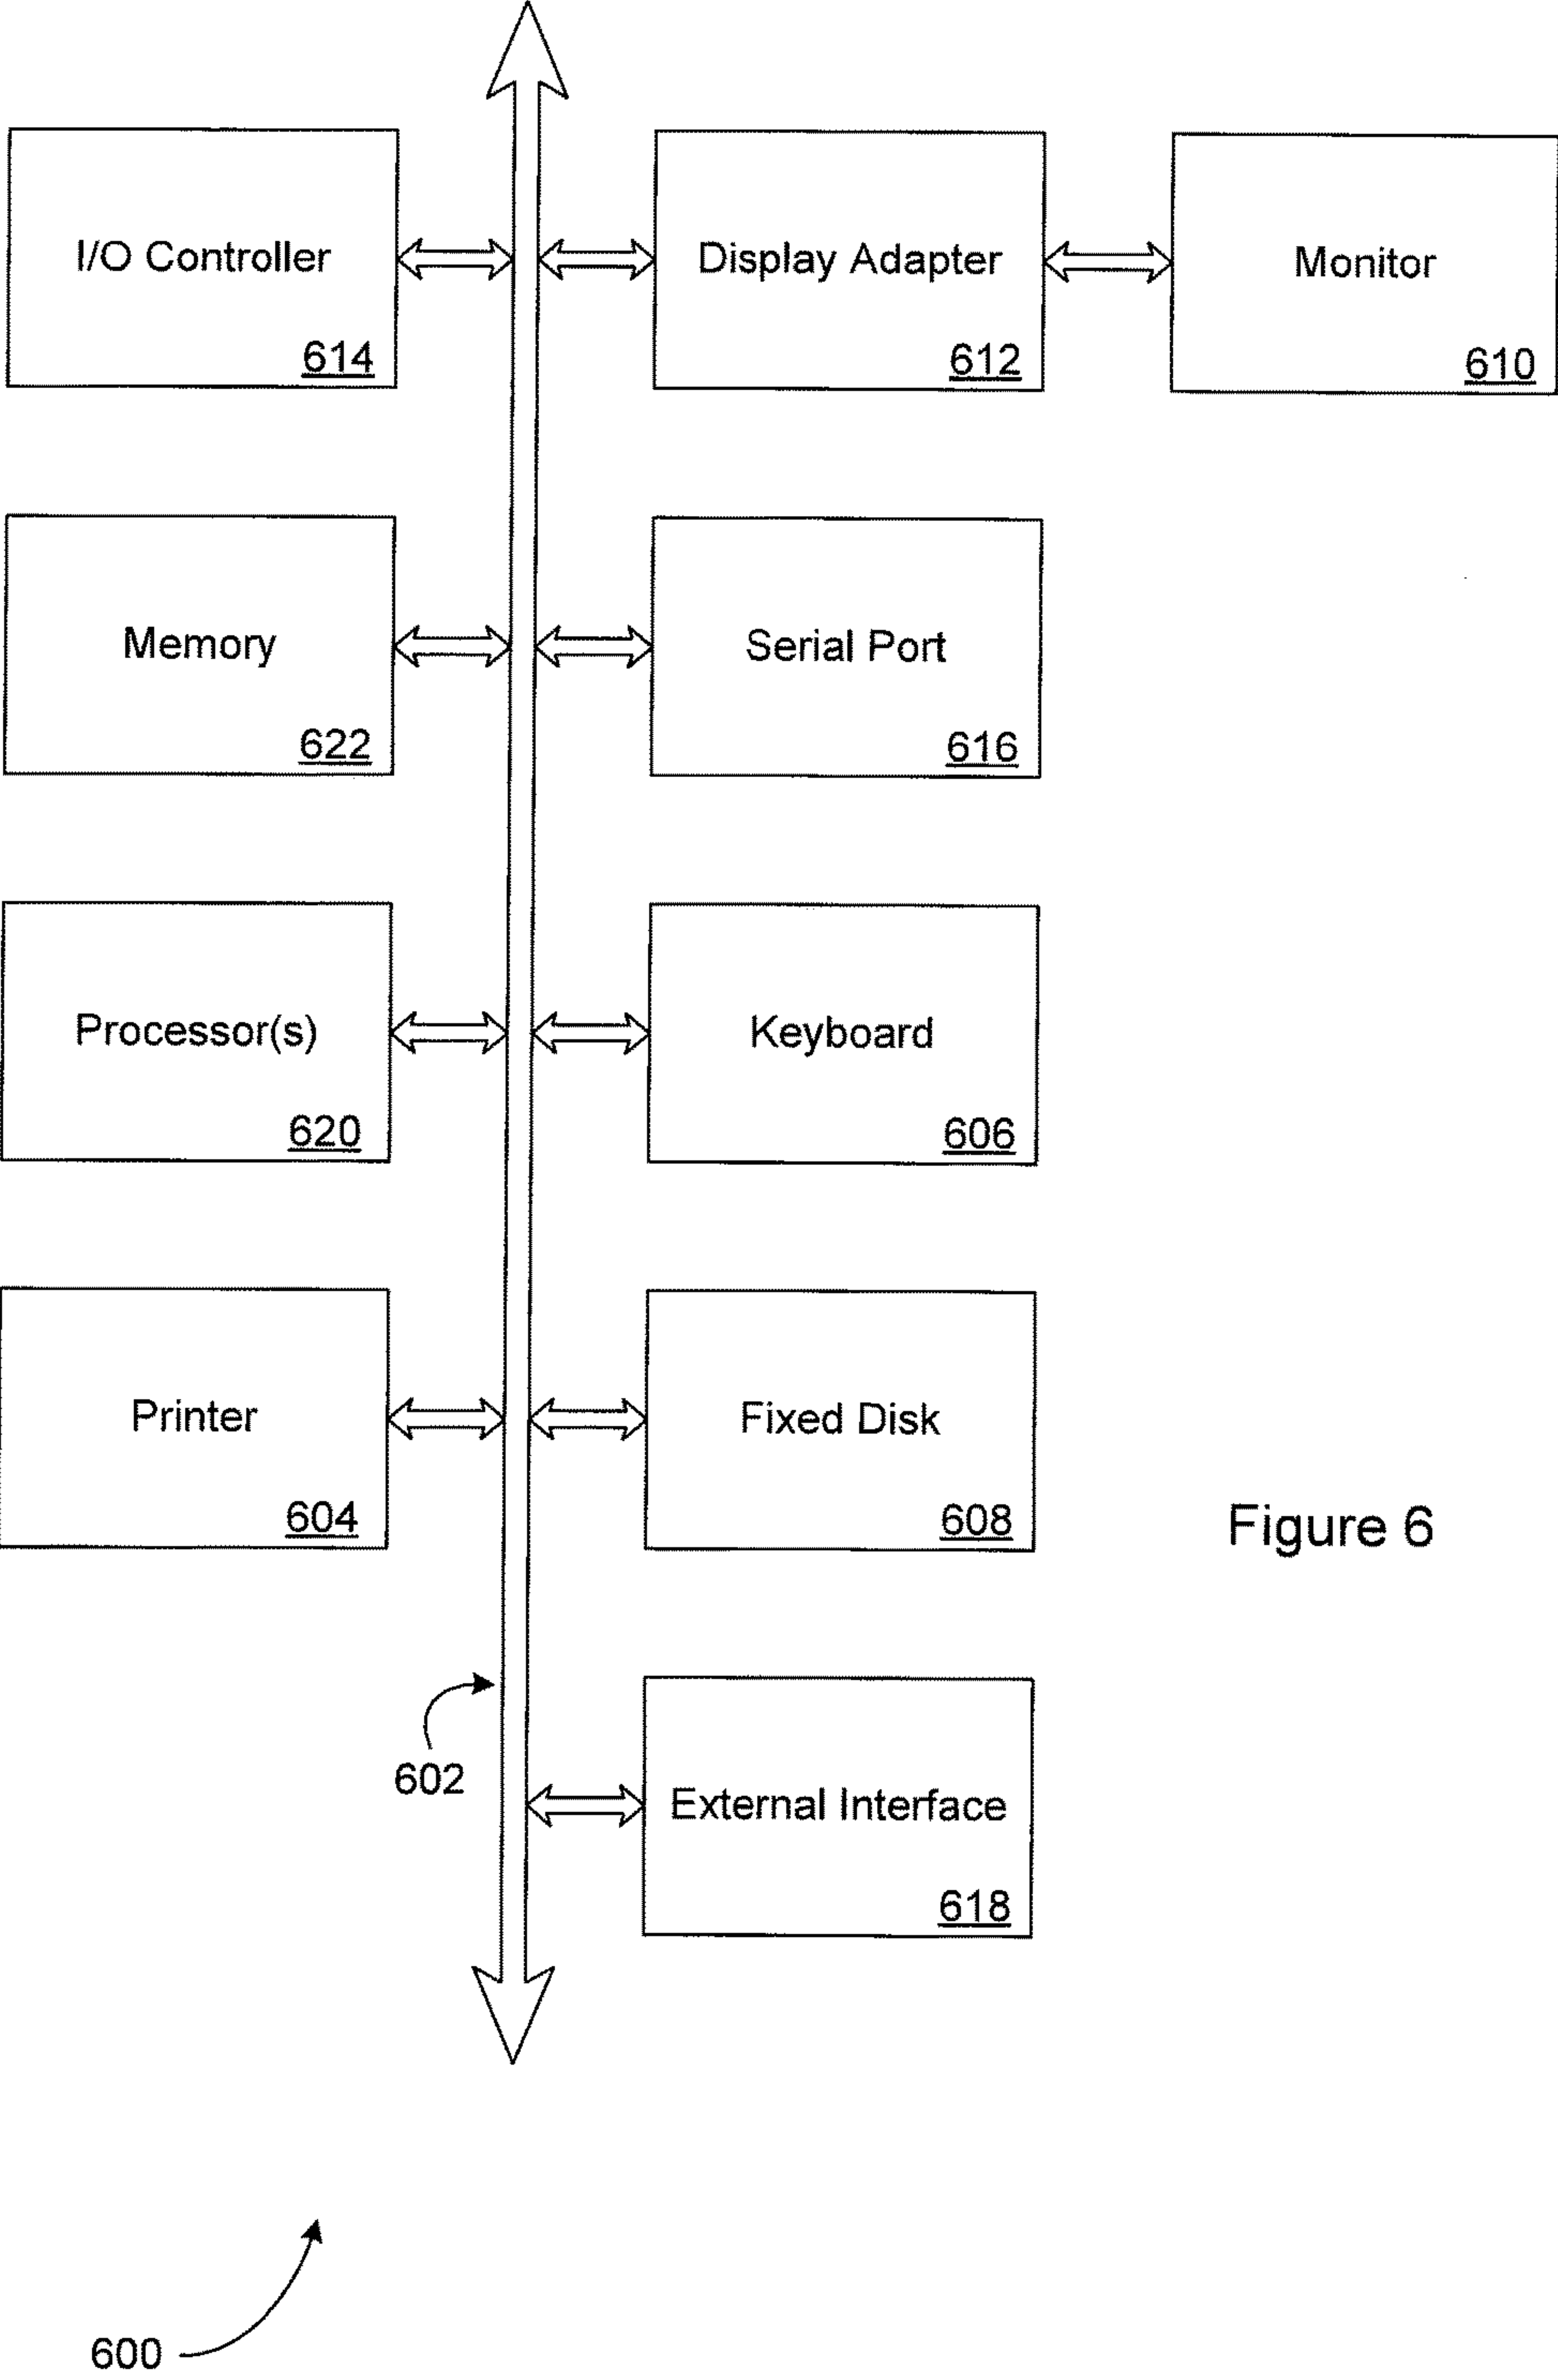 I/O Controller
614
Display Adapter
612
Monitor
610
Memory
622
Serial Port
616
Processor(s)
620
Keyboard
606
Printer
604
Fixed Disk
608
Figure 6
602
External Interface
618
600